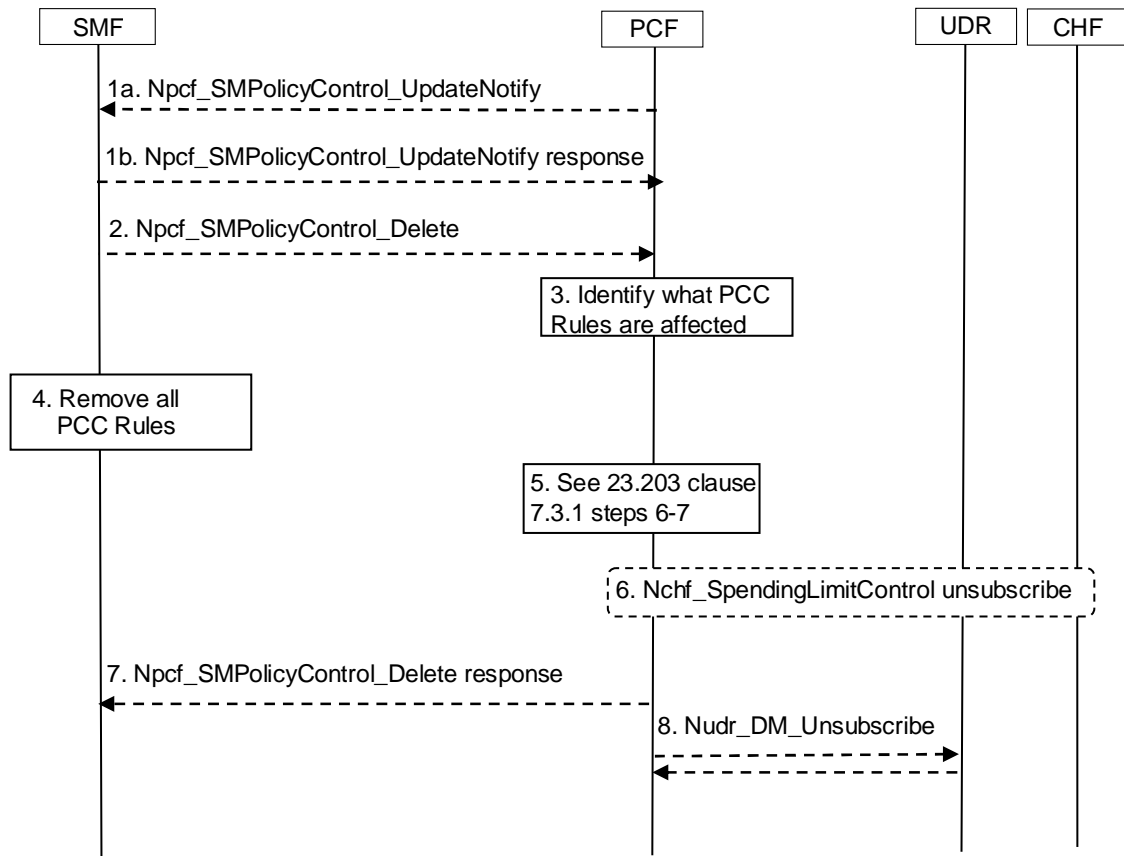 SMF
PCF
UDR
CHF
1a. Npcf_SMPolicyControl_UpdateNotify
1b. Npcf_SMPolicyControl_UpdateNotify response
2. Npcf_SMPolicyControl_Delete
3. Identify what PCC
Rules are affected
4. Remove all
PCC Rules
5. See 23.203 clause
7.3.1 steps 6-7
6. Nchf_SpendingLimitControl unsubscribe
7. Npcf_SMPolicyControl_Delete response
8. Nudr_DM_Unsubscribe